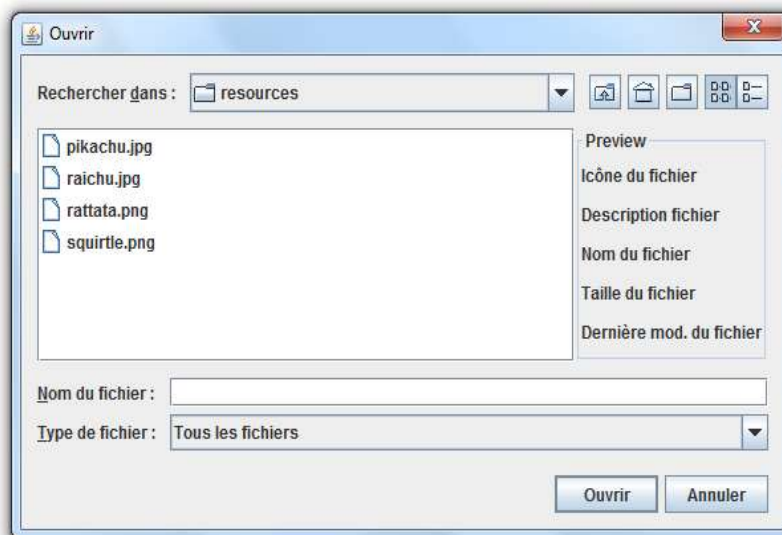 Ouvrir
Rechercher dans :
resources
pikachu.jpg
raichu.jpg
rattata.png
squirtle.png
Preview
Icône du fichier
Description fichier
Nom du fichier
Taille du fichier
Dernière mod. du fichier
Nom du fichier :
Type de fichier :
Tous les fichiers
Ouvrir
Annuler